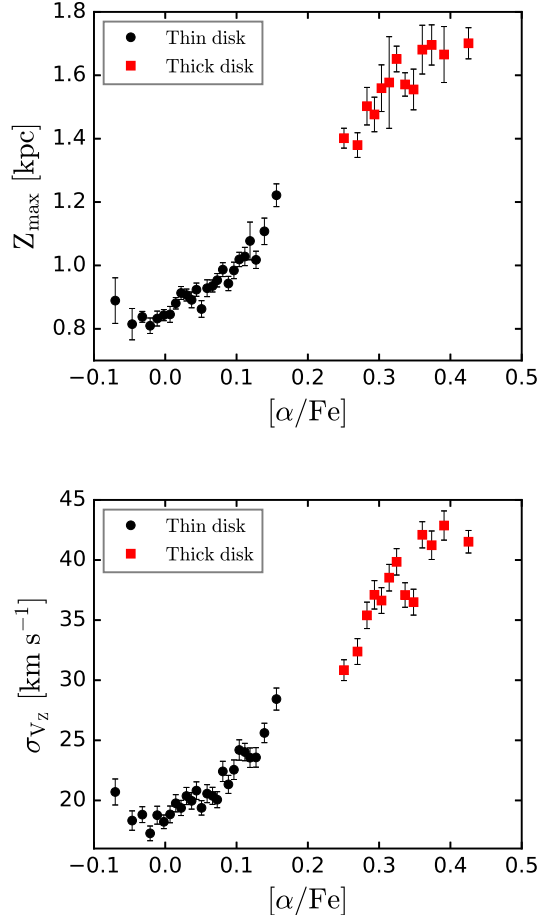 1.8
1.6
1.4
1.2
1.0
0.8
Z_max [kpc]
Thin disk
Thick disk
−0.1 0.0 0.1 0.2 0.3 0.4 0.5
[α/Fe]
45
40
35
30
25
20
σ_V_Z [km s⁻¹]
Thin disk
Thick disk
−0.1 0.0 0.1 0.2 0.3 0.4 0.5
[α/Fe]